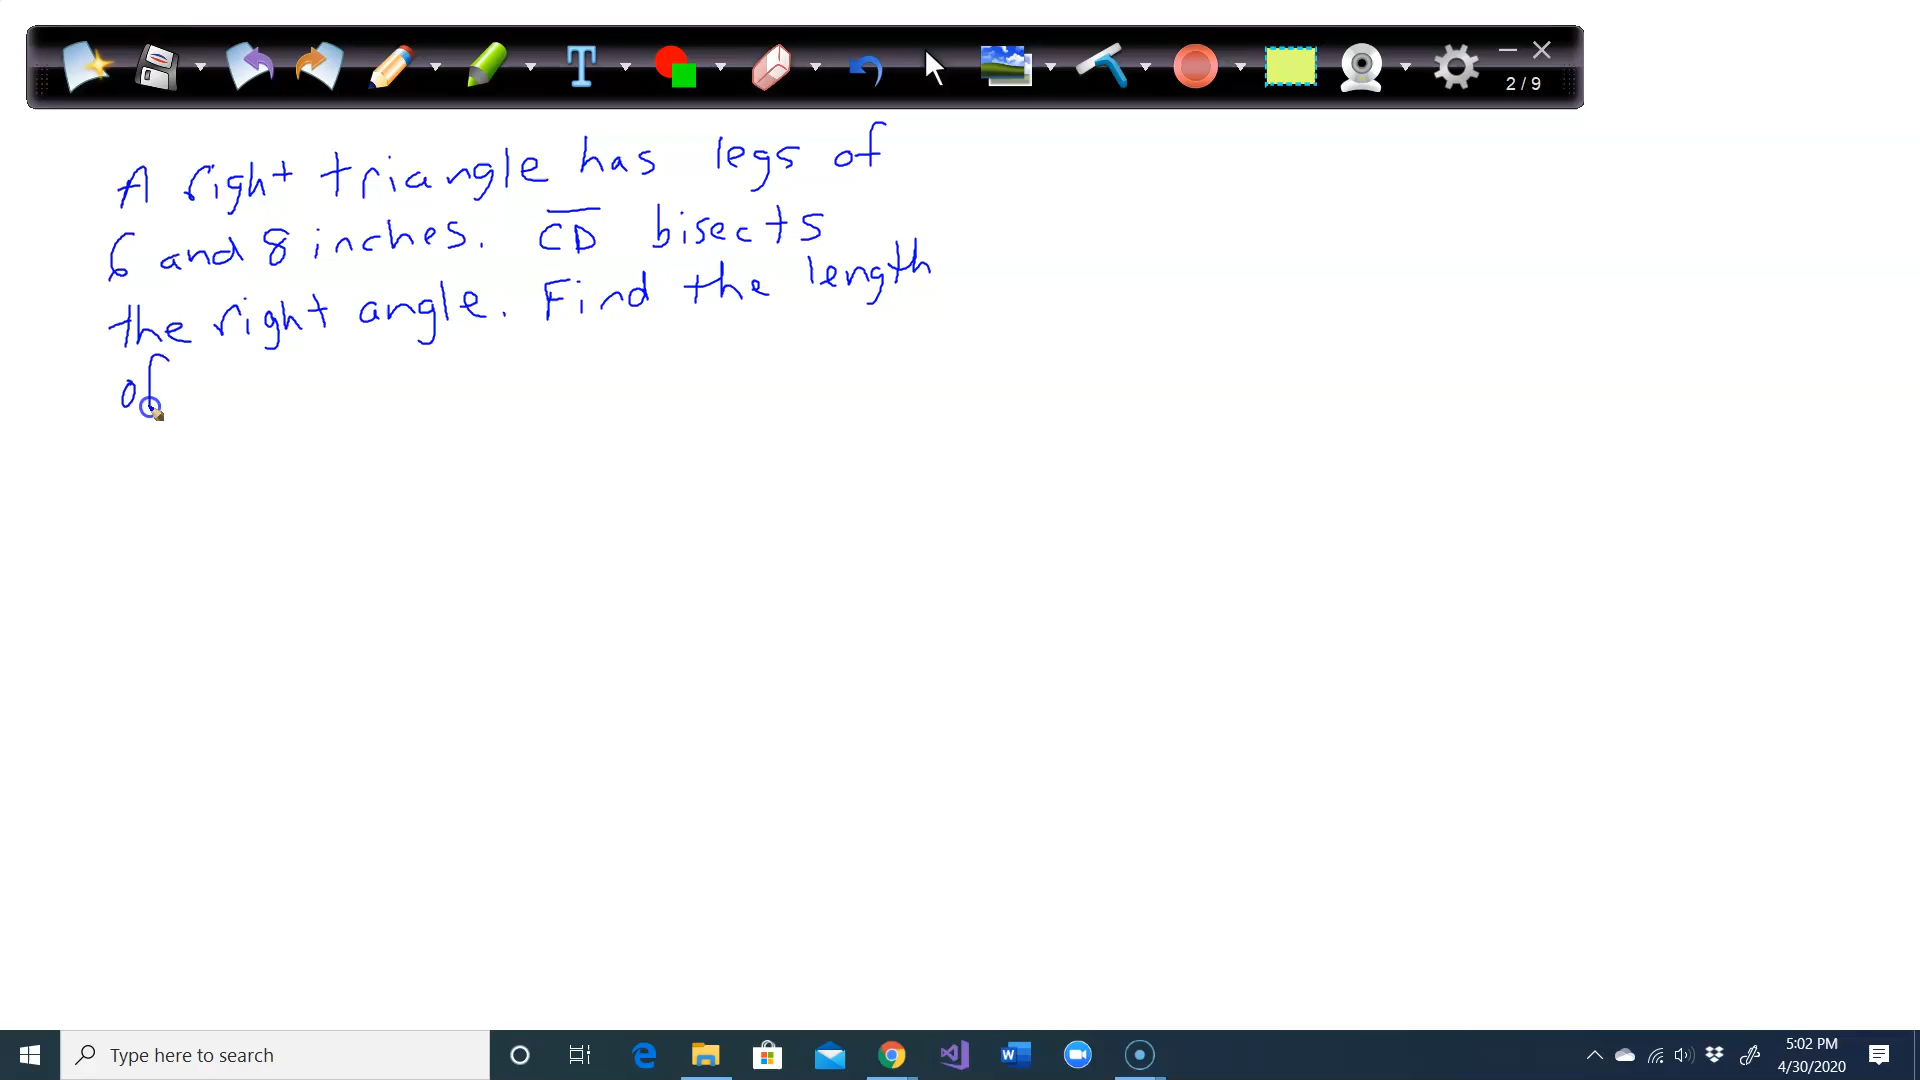 2 / 9
A right triangle has legs of
6 and 8 inches. C̅D̅ bisects
the right angle. Find the length
of
Type here to search
5:02 PM
4/30/2020